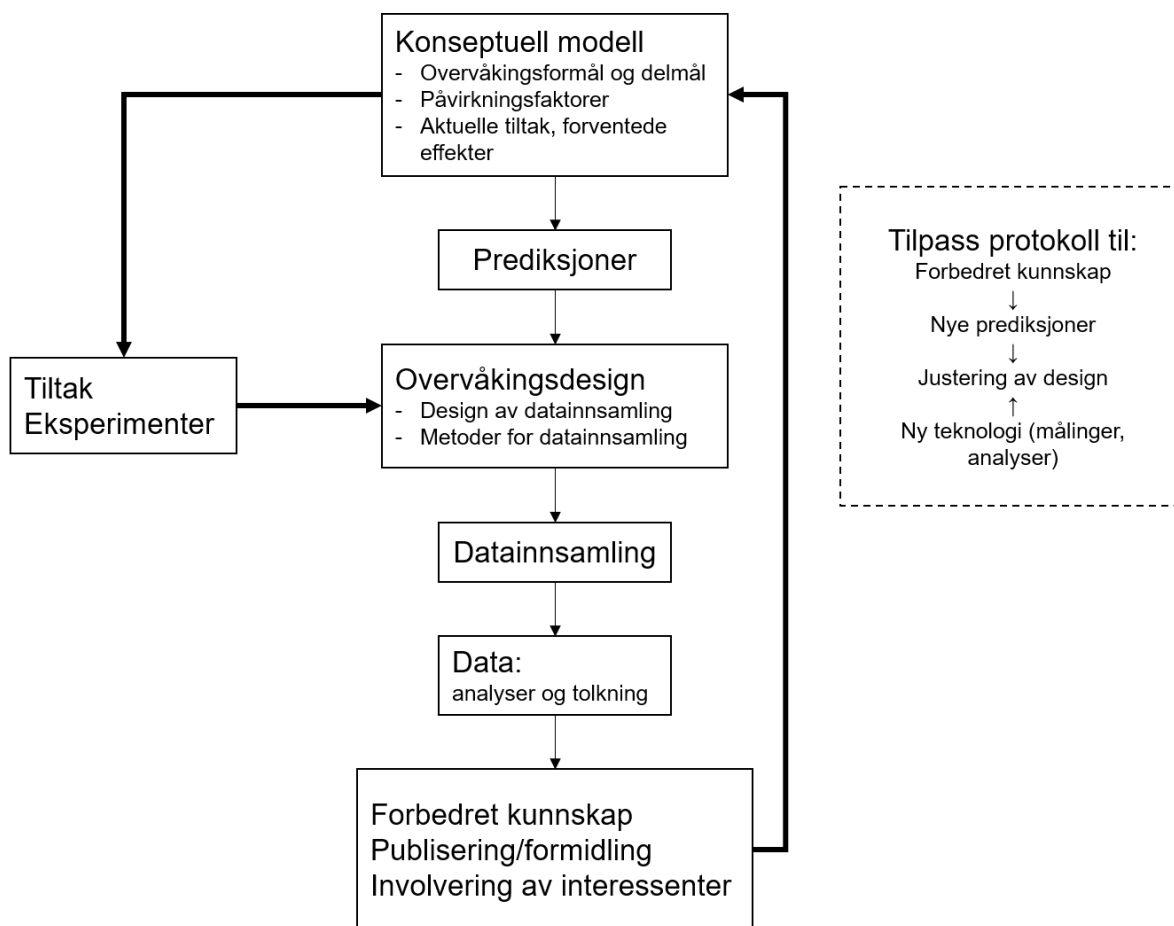 Konseptuell modell
- Overvåkingsformål og delmål
- Påvirkningsfaktorer
- Aktuelle tiltak, forventede
effekter
Prediksjoner
Tiltak
Eksperimenter
Overvåkingsdesign
- Design av datainnsamling
- Metoder for datainnsamling
Datainnsamling
Data:
analyser og tolkning
Forbedret kunnskap
Publisering/formidling
Involvering av interessenter
Tilpass protokoll til:
Forbedret kunnskap
↓
Nye prediksjoner
↓
Justering av design
↑
Ny teknologi (målinger,
analyser)